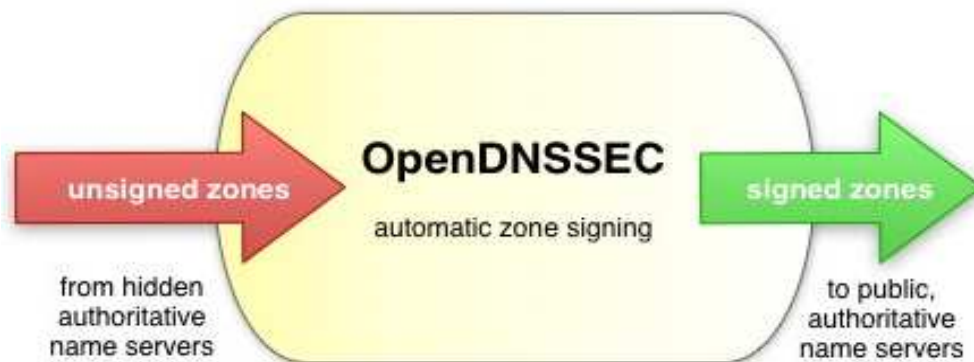 OpenDNSSEC
unsigned zones
signed zones
automatic zone signing
from hidden
authoritative
name servers
to public,
authoritative
name servers